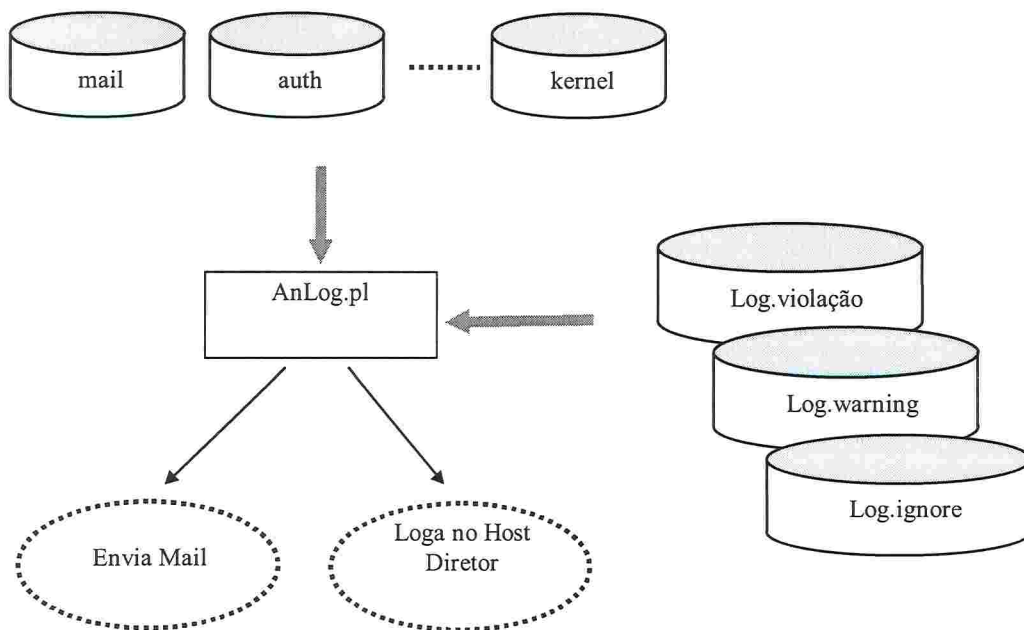 mail
auth
kernel
AnLog.pl
Log.violação
Log.warning
Log.ignore
Envia Mail
Loga no Host
Diretor